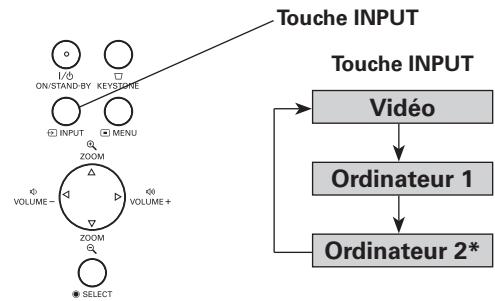 Touche INPUT
Touche INPUT
I/⏻
ON/STAND-BY KEYSTONE
INPUT MENU
ZOOM
VOLUME – VOLUME +
ZOOM
SELECT
Vidéo
Ordinateur 1
Ordinateur 2*